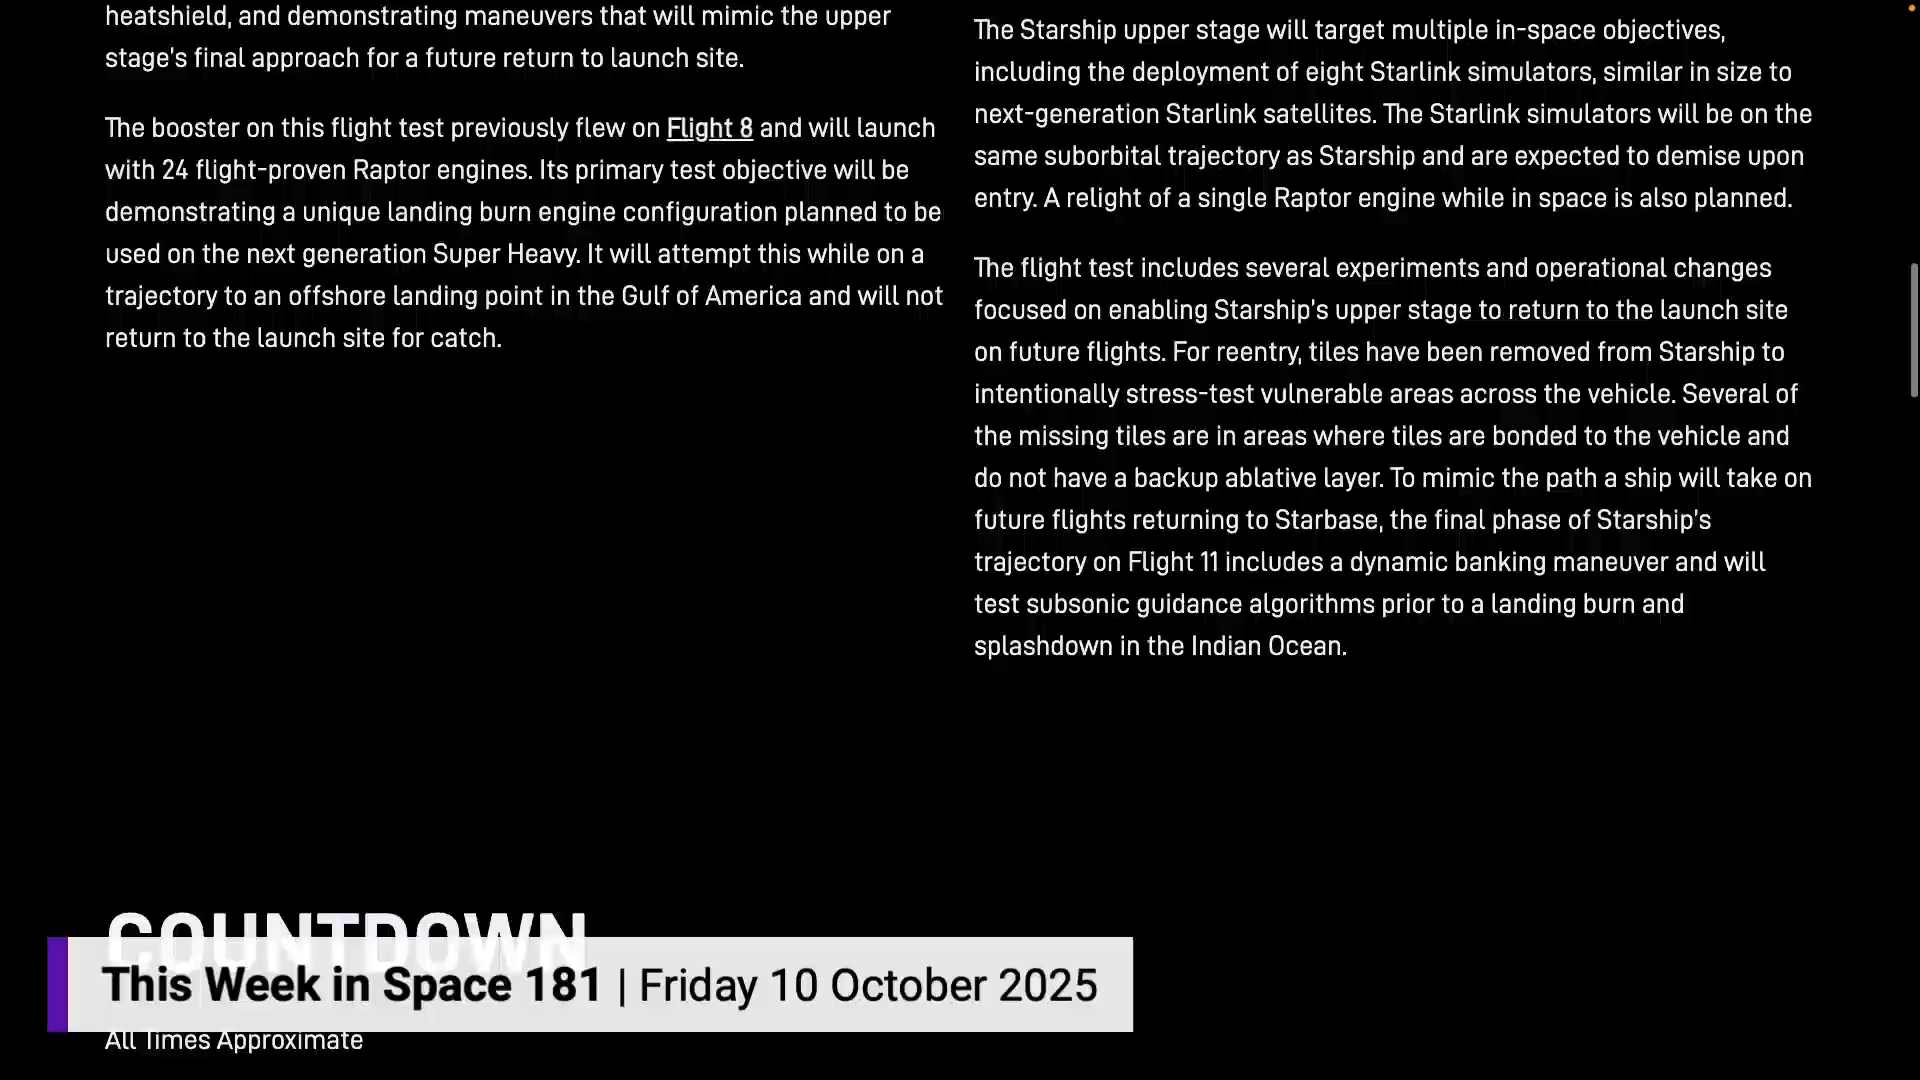 heatshield, and demonstrating maneuvers that will mimic the upper
stage's final approach for a future return to launch site.
The booster on this flight test previously flew on Flight 8 and will launch
with 24 flight-proven Raptor engines. Its primary test objective will be
demonstrating a unique landing burn engine configuration planned to be
used on the next generation Super Heavy. It will attempt this while on a
trajectory to an offshore landing point in the Gulf of America and will not
return to the launch site for catch.
The Starship upper stage will target multiple in-space objectives,
including the deployment of eight Starlink simulators, similar in size to
next-generation Starlink satellites. The Starlink simulators will be on the
same suborbital trajectory as Starship and are expected to demise upon
entry. A relight of a single Raptor engine while in space is also planned.
The flight test includes several experiments and operational changes
focused on enabling Starship's upper stage to return to the launch site
on future flights. For reentry, tiles have been removed from Starship to
intentionally stress-test vulnerable areas across the vehicle. Several of
the missing tiles are in areas where tiles are bonded to the vehicle and
do not have a backup ablative layer. To mimic the path a ship will take on
future flights returning to Starbase, the final phase of Starship's
trajectory on Flight 11 includes a dynamic banking maneuver and will
test subsonic guidance algorithms prior to a landing burn and
splashdown in the Indian Ocean.
COUNTDOWN
This Week in Space 181 | Friday 10 October 2025
All Times Approximate